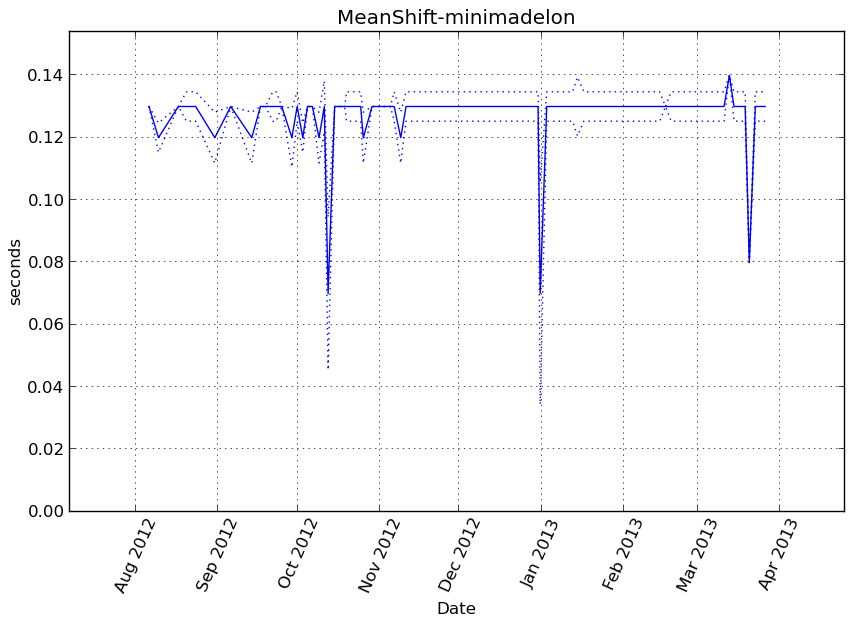 MeanShift-minimadelon
0.14
0.12
0.10
0.08
0.06
0.04
0.02
0.00
seconds
Aug 2012
Sep 2012
Oct 2012
Nov 2012
Dec 2012
Jan 2013
Feb 2013
Mar 2013
Apr 2013
Date